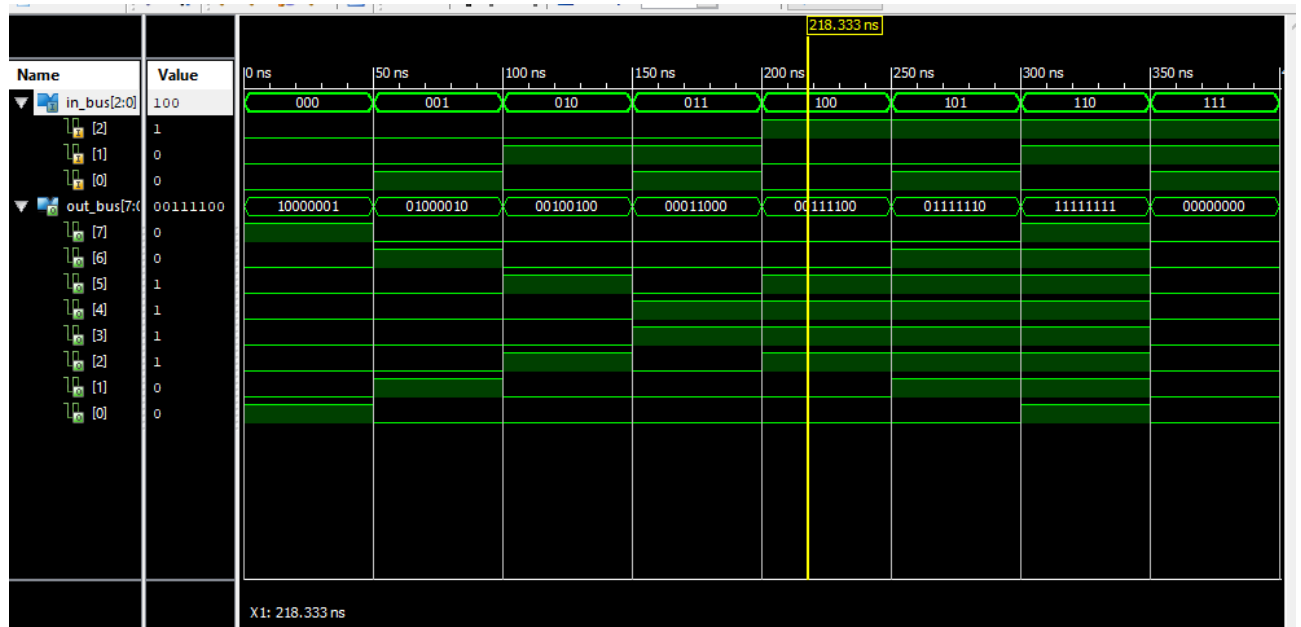 218.333 ns
Name Value 0 ns 50 ns 100 ns 150 ns 200 ns 250 ns 300 ns 350 ns
in_bus[2:0] 100 000 001 010 011 100 101 110 111
[2] 1
[1] 0
[0] 0
out_bus[7:( 00111100 10000001 01000010 00100100 00011000 00111100 01111110 11111111 00000000
[7] 0
[6] 0
[5] 1
[4] 1
[3] 1
[2] 1
[1] 0
[0] 0
X1: 218.333 ns